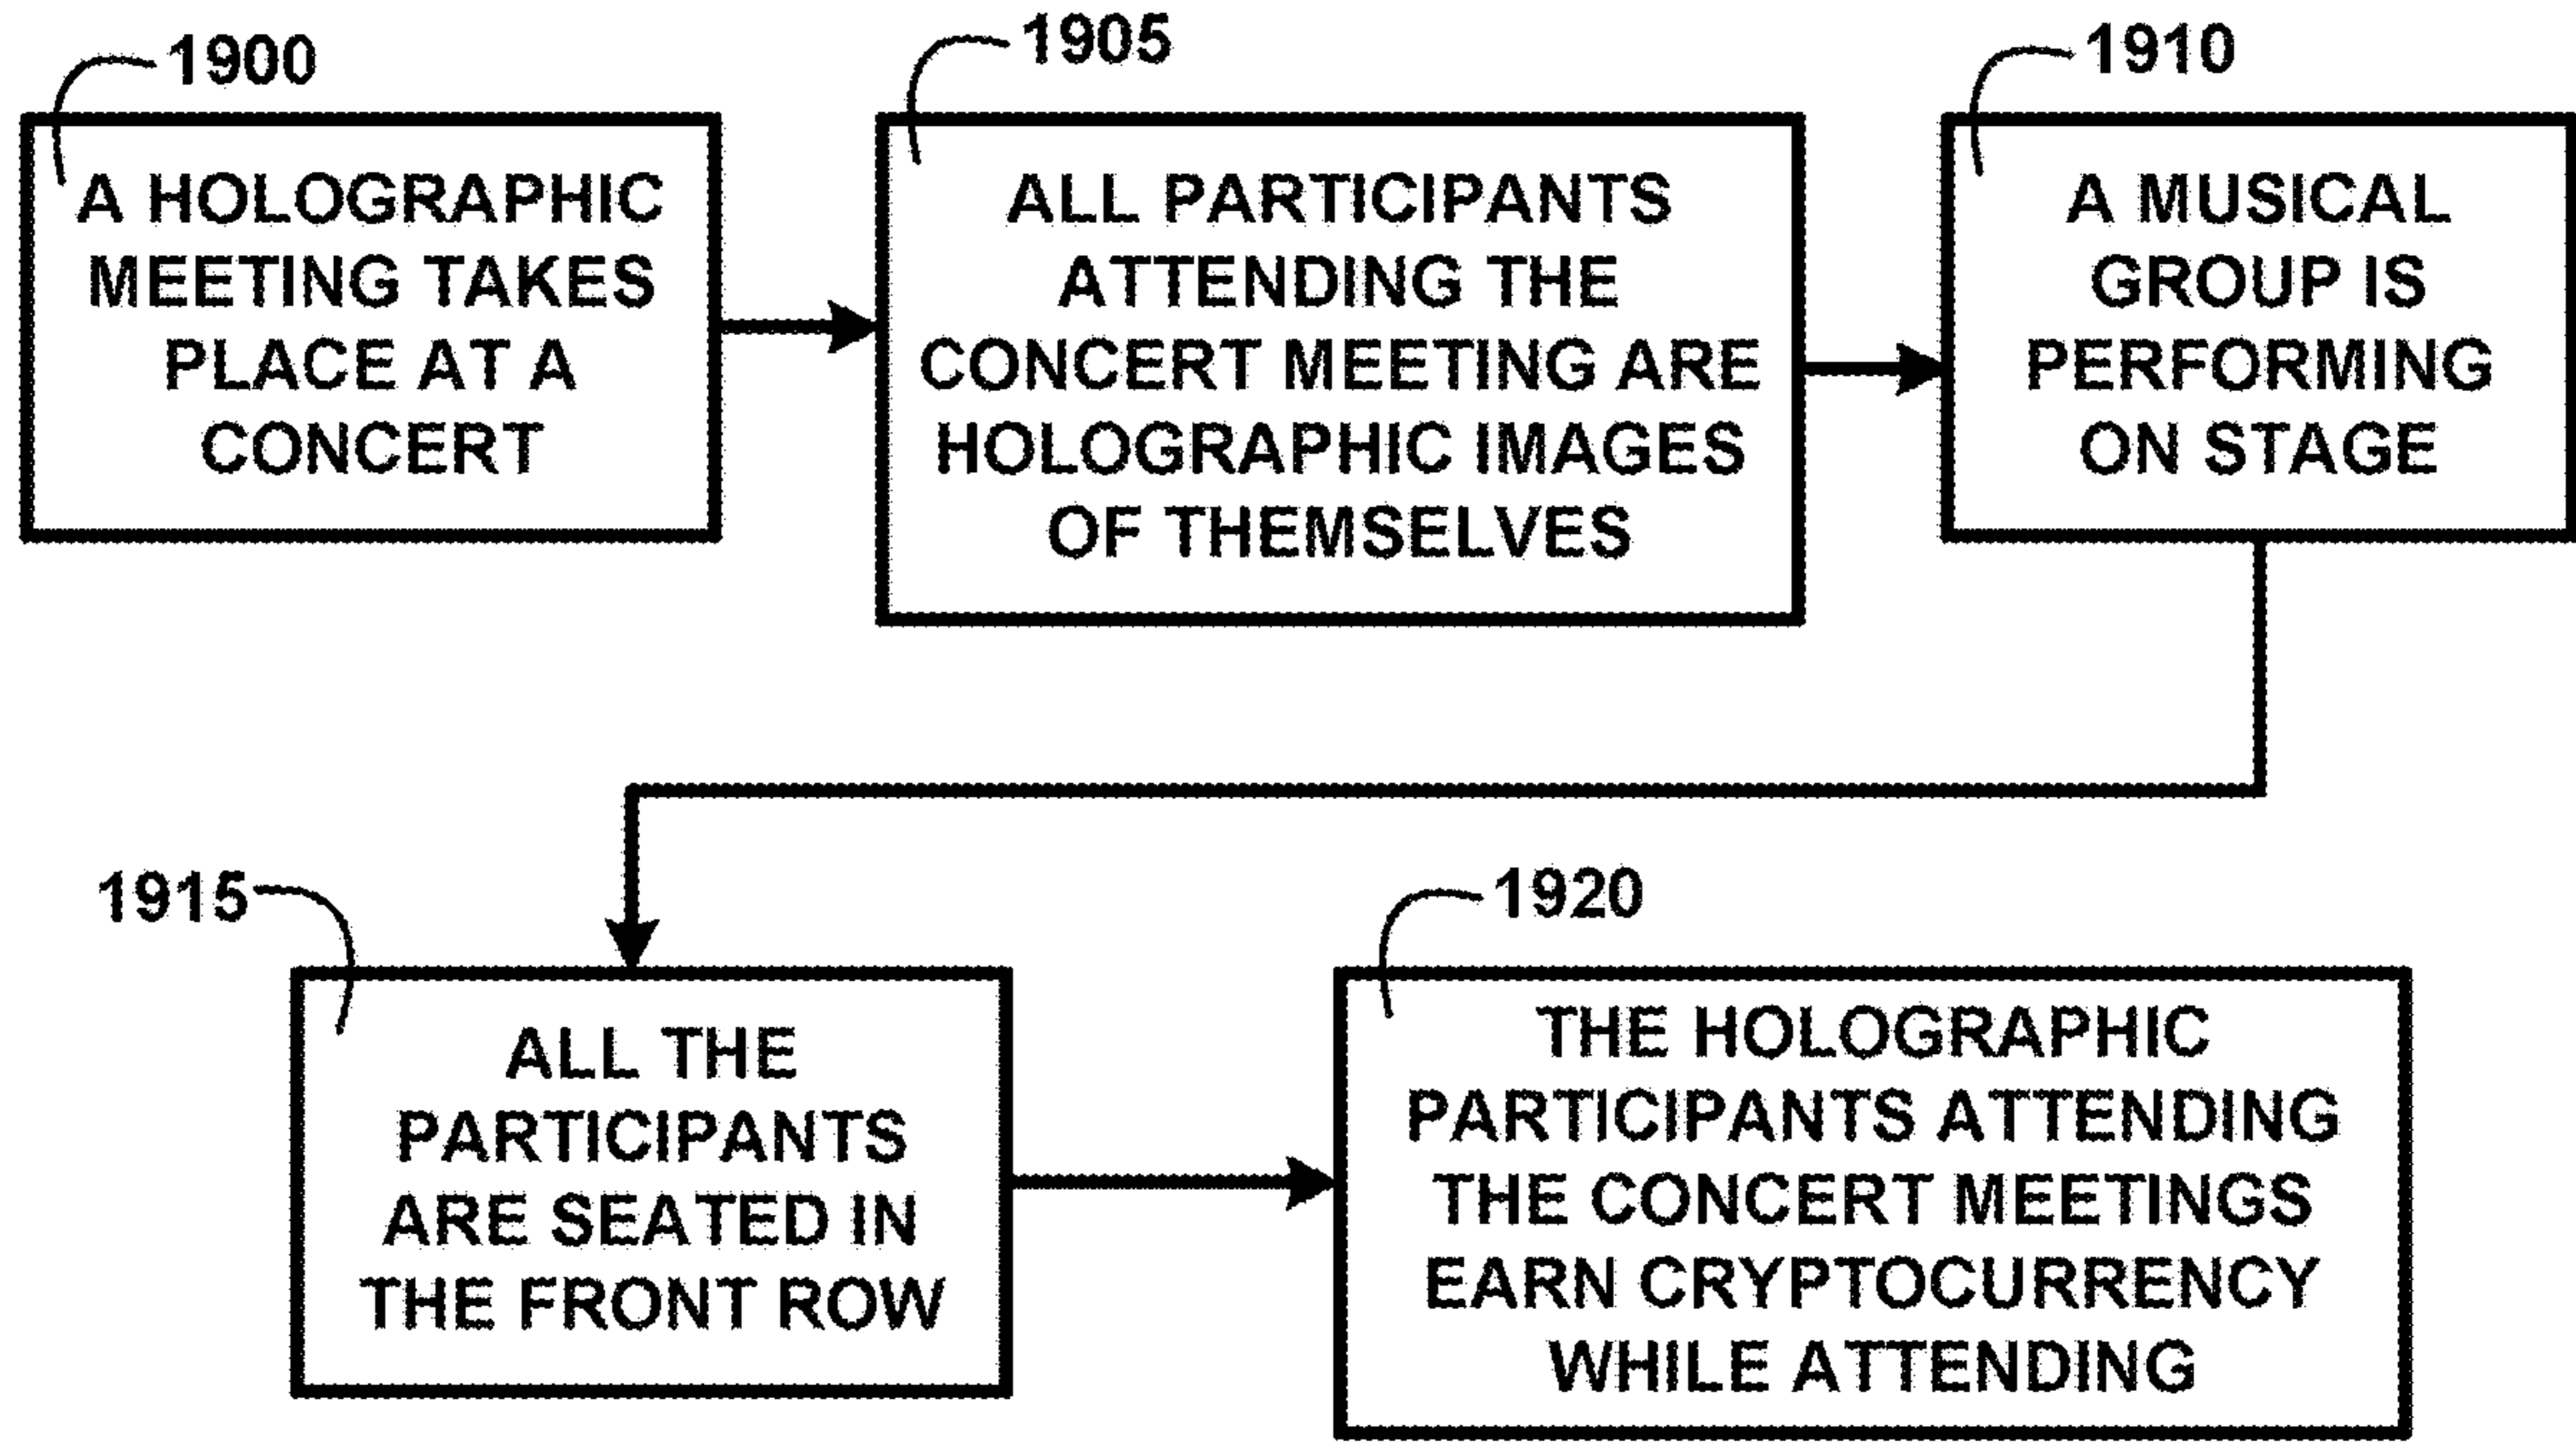 1900
A HOLOGRAPHIC
MEETING TAKES
PLACE AT A
CONCERT
1905
ALL PARTICIPANTS
ATTENDING THE
CONCERT MEETING ARE
HOLOGRAPHIC IMAGES
OF THEMSELVES
1910
A MUSICAL
GROUP IS
PERFORMING
ON STAGE
1915
ALL THE
PARTICIPANTS
ARE SEATED IN
THE FRONT ROW
1920
THE HOLOGRAPHIC
PARTICIPANTS ATTENDING
THE CONCERT MEETINGS
EARN CRYPTOCURRENCY
WHILE ATTENDING